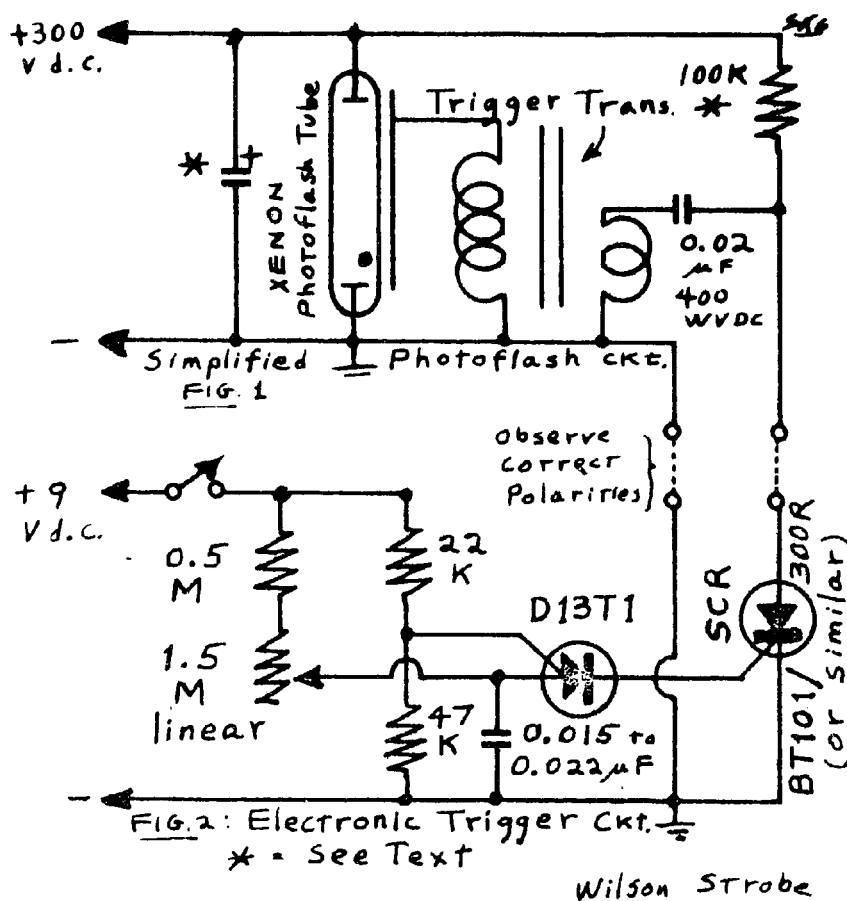 +300
V d.c.
100K
*
Trigger Trans.
XENON
Photoflash Tube
* +
0.02
μF
400
WVDC
-
Simplified Photoflash CKT.
FIG. 1
Observe
Correct
Polarities
+9
V d.c.
0.5
M
22
K
D13T1
SCR
BT101/300R
(or similar)
1.5
M
linear
47
K
0.015 to
0.022μF
-
FIG.2: Electronic Trigger CKT.
* = See Text
Wilson Strobe